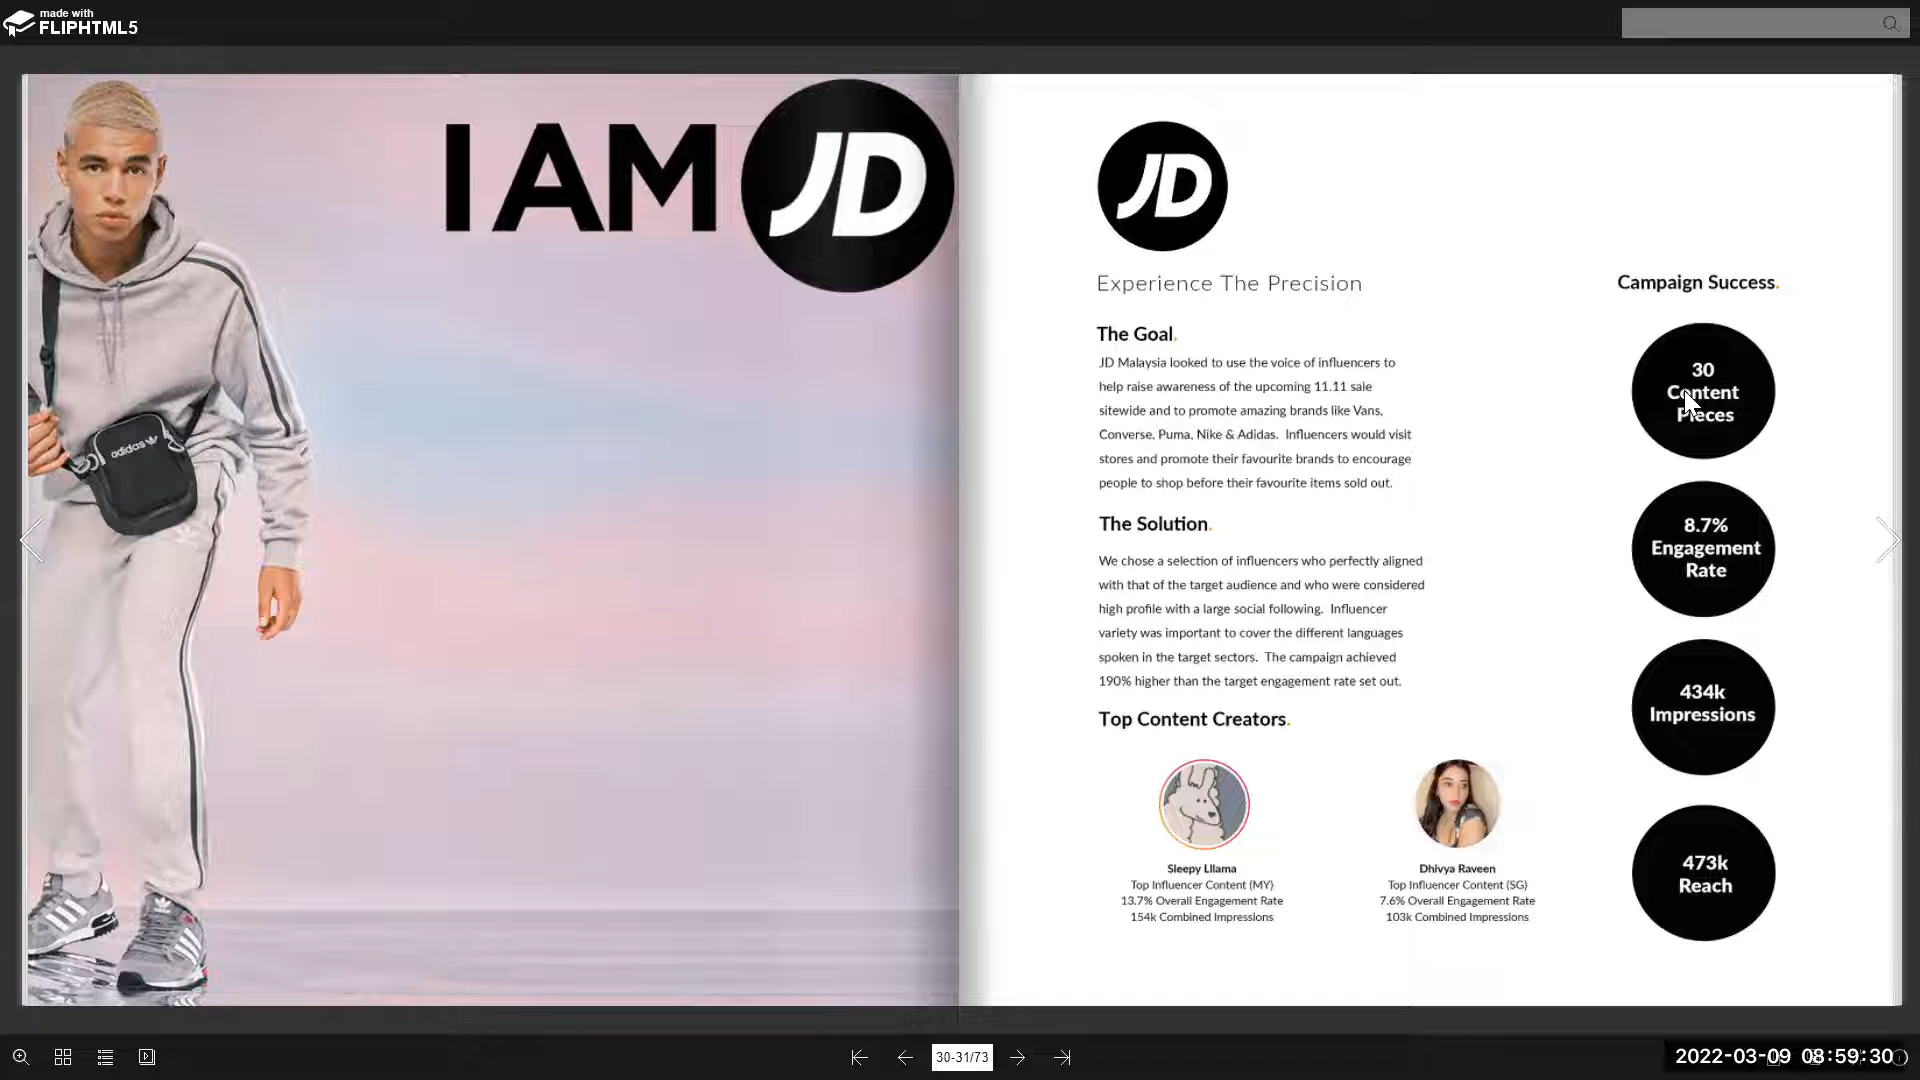 made with
FLIPHTML5
I AM JD
adidas
JD
Experience The Precision
The Goal.
JD Malaysia looked to use the voice of influencers to
help raise awareness of the upcoming 11.11 sale
sitewide and to promote amazing brands like Vans,
Converse, Puma, Nike & Adidas.  Influencers would visit
stores and promote their favourite brands to encourage
people to shop before their favourite items sold out.
The Solution.
We chose a selection of influencers who perfectly aligned
with that of the target audience and who were considered
high profile with a large social following.  Influencer
variety was important to cover the different languages
spoken in the target sectors.  The campaign achieved
190% higher than the target engagement rate set out.
Top Content Creators.
Sleepy Lllama
Top Influencer Content (MY)
13.7% Overall Engagement Rate
154k Combined Impressions
Dhivya Raveen
Top Influencer Content (SG)
7.6% Overall Engagement Rate
103k Combined Impressions
Campaign Success.
30
Content
Pieces
8.7%
Engagement
Rate
434k
Impressions
473k
Reach
30-31/73
2022-03-09 08:59:30